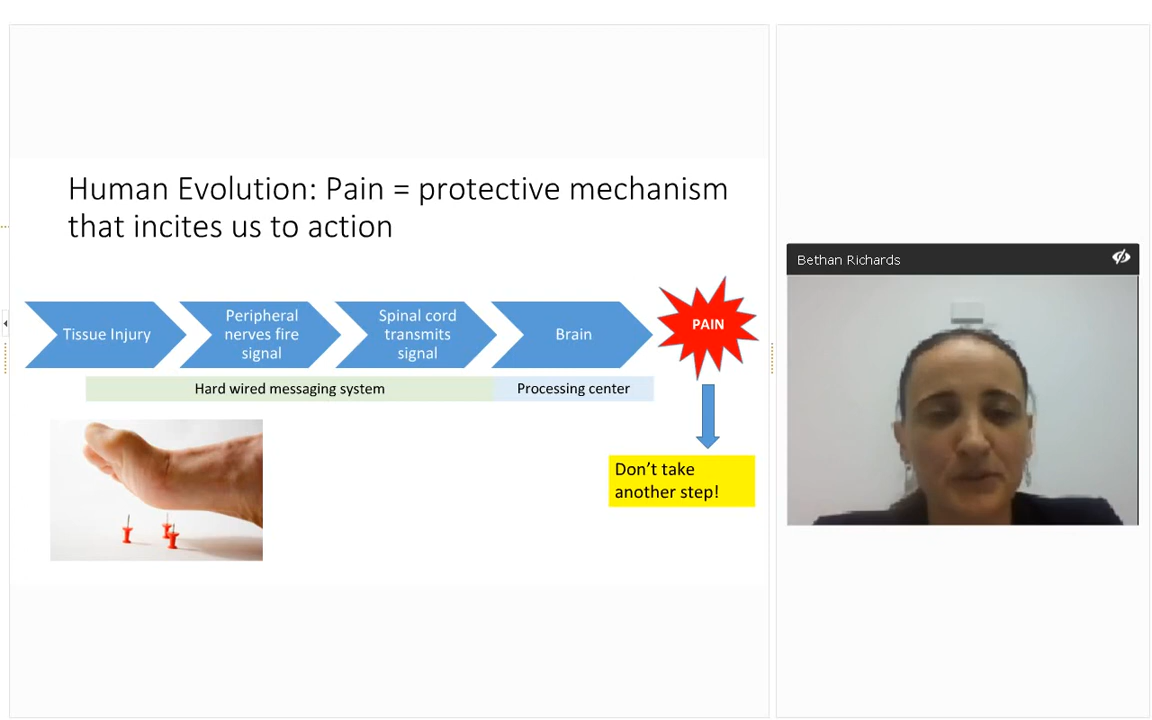 Human Evolution: Pain = protective mechanism
that incites us to action
Tissue Injury
Peripheral
nerves fire
signal
Spinal cord
transmits
signal
Brain
PAIN
Hard wired messaging system
Processing center
Don't take
another step!
Bethan Richards